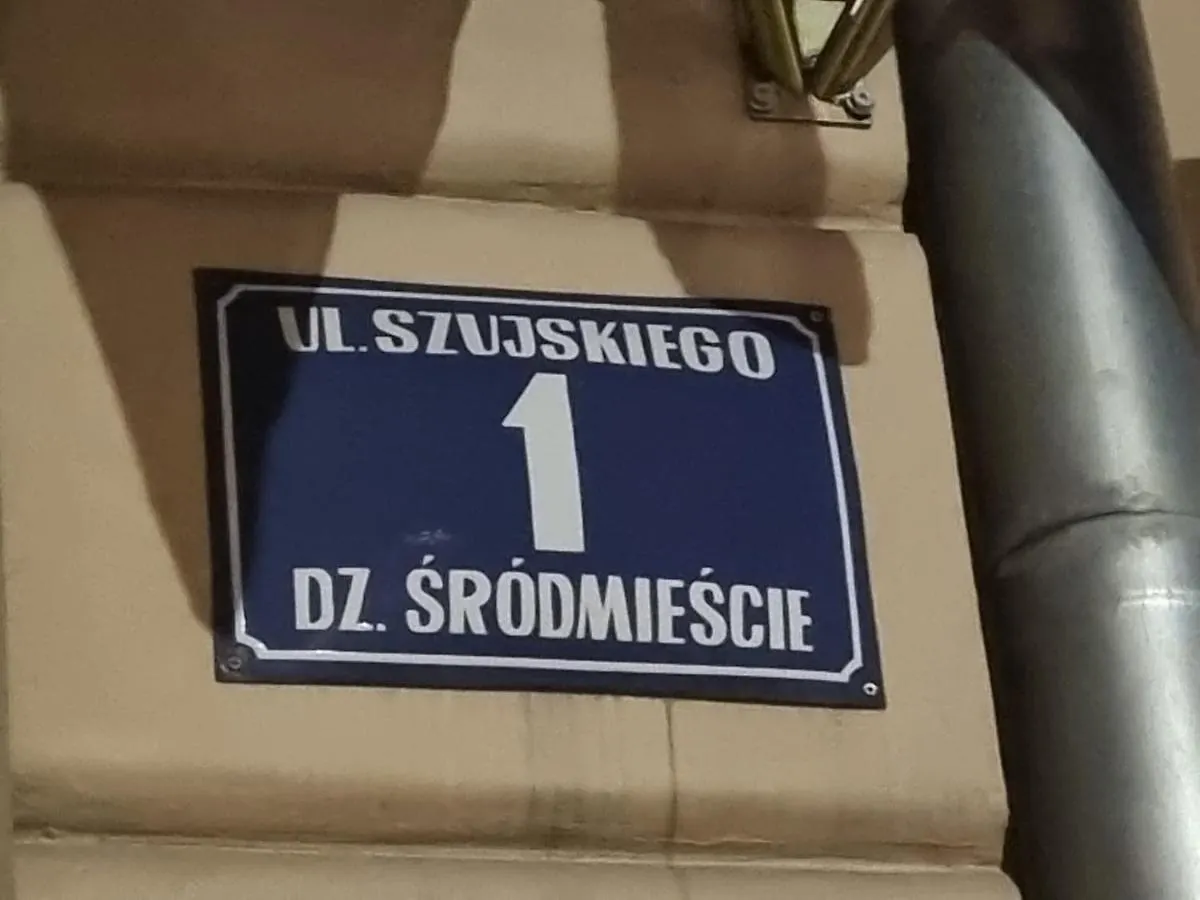 UL. SZUJSKIEGO
1
DZ. ŚRÓDMIEŚCIE